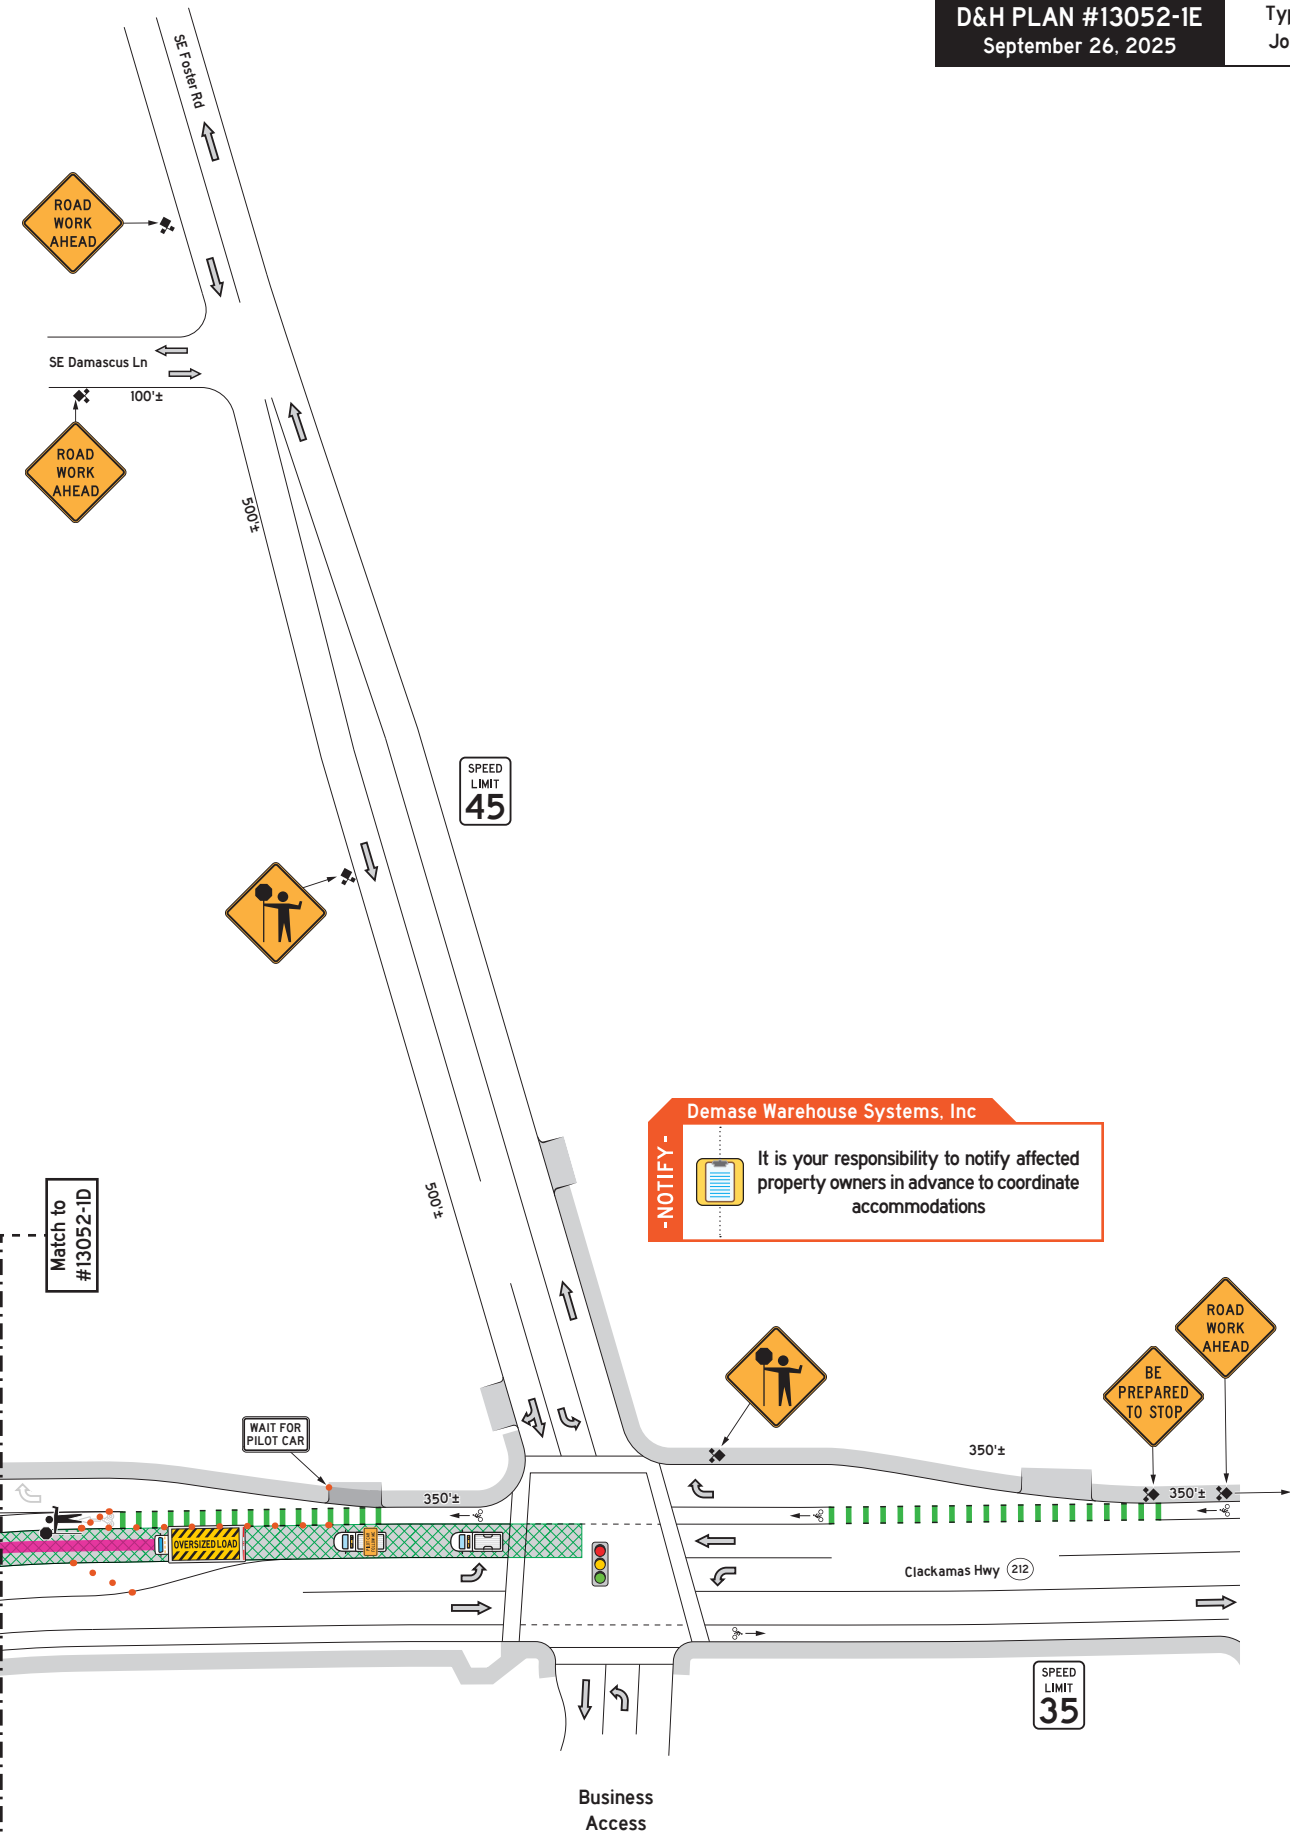 D&H PLAN #13052-1E
September 26, 2025
Typ
Jo
SE Foster Rd
ROAD
WORK
AHEAD
SE Damascus Ln
100'±
ROAD
WORK
AHEAD
500'±
SPEED
LIMIT
45
Demase Warehouse Systems, Inc
-NOTIFY-
It is your responsibility to notify affected
property owners in advance to coordinate
accommodations
500'±
Match to
#13052-1D
ROAD
WORK
AHEAD
BE
PREPARED
TO STOP
WAIT FOR
PILOT CAR
350'±
350'±
350'±
OVERSIZED LOAD
Clackamas Hwy 212
SPEED
LIMIT
35
Business
Access